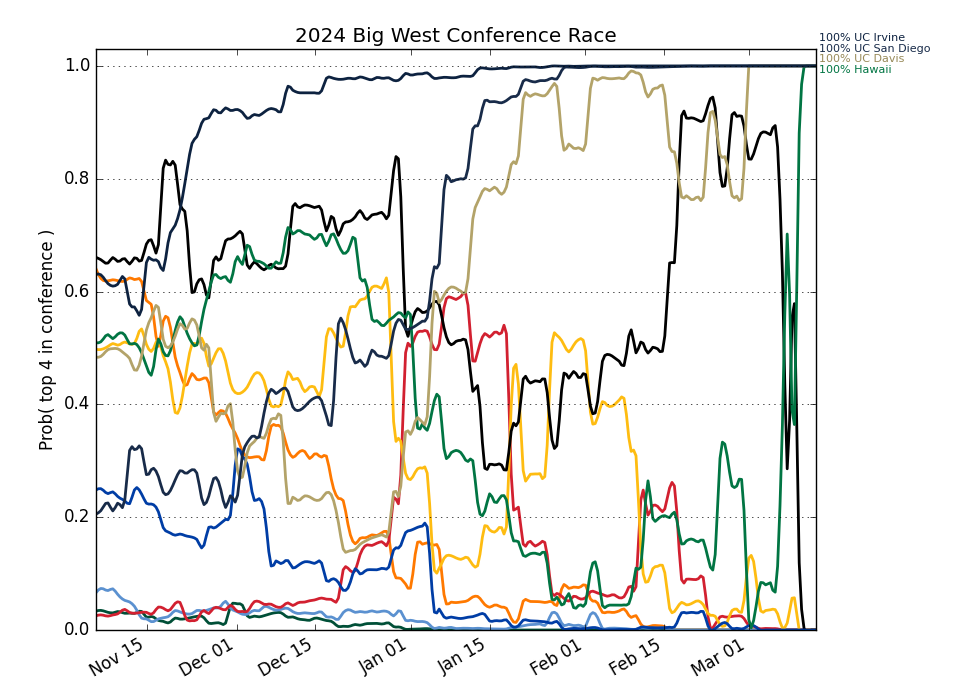 2024 Big West Conference Race
100% UC Irvine
100% UC San Diego
100% UC Davis
100% Hawaii
Prob( top 4 in conference )
1.0
0.8
0.6
0.4
0.2
0.0
Nov 15
Dec 01
Dec 15
Jan 01
Jan 15
Feb 01
Feb 15
Mar 01